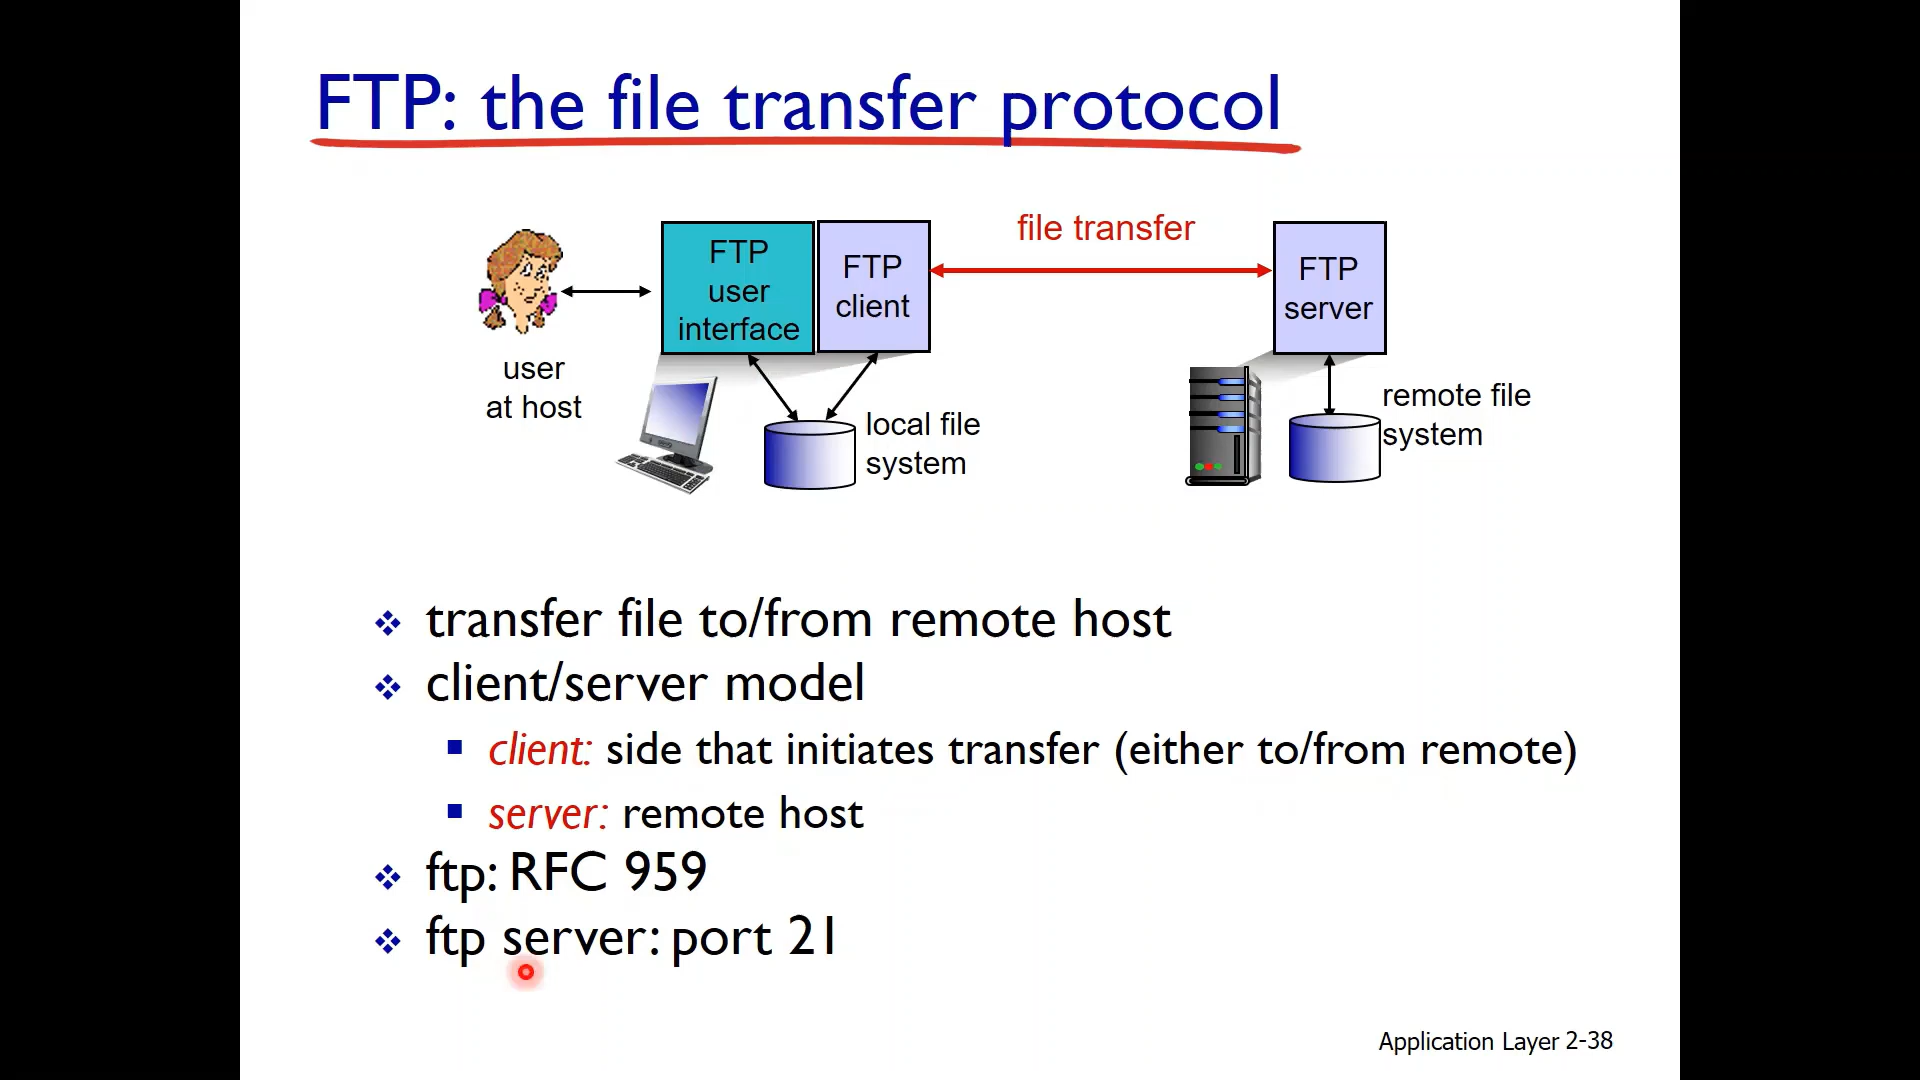 FTP: the file transfer protocol
file transfer
FTP
user
interface
FTP
client
FTP
server
user
at host
local file
system
remote file
system
transfer file to/from remote host
client/server model
client: side that initiates transfer (either to/from remote)
server: remote host
ftp: RFC 959
ftp server: port 21
Application Layer 2-38